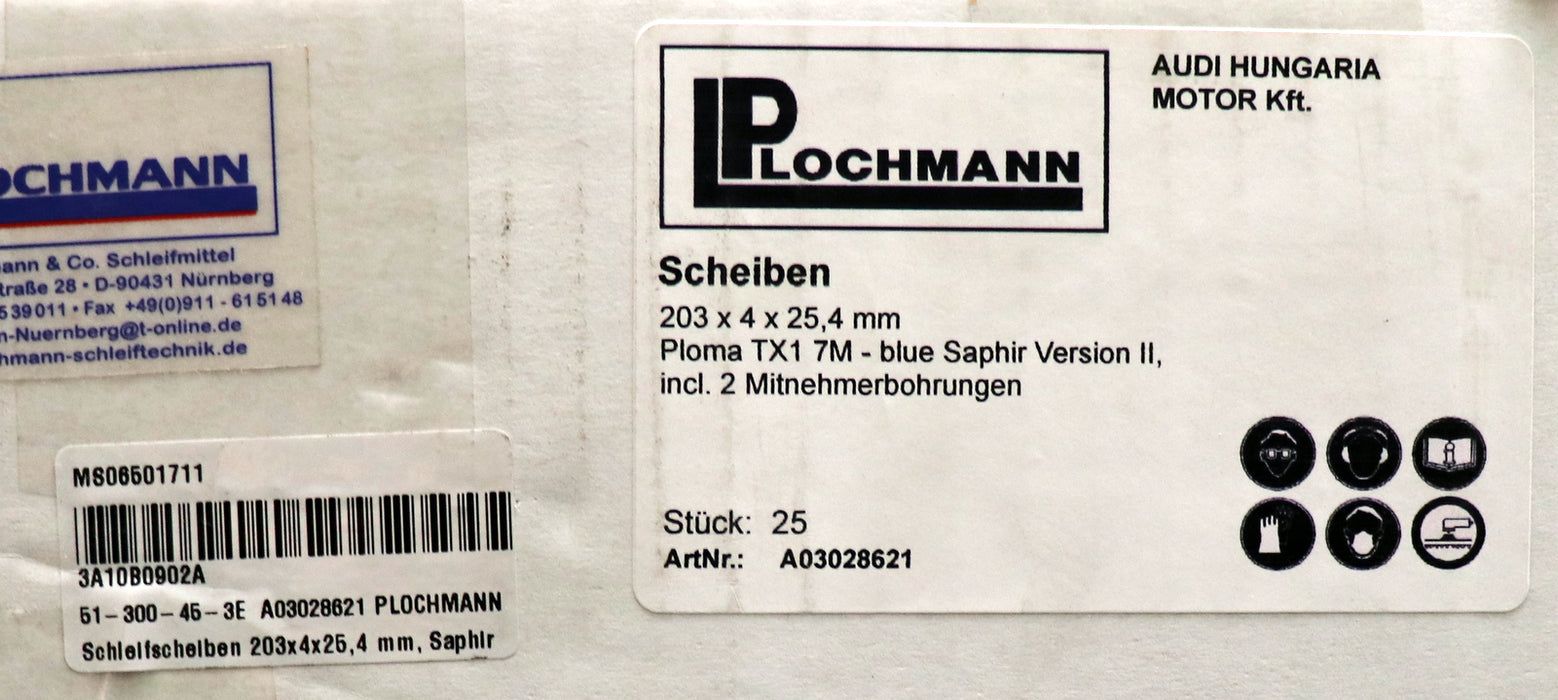 OCHMANN
ann & Co. Schleifmittel
traße 28 • D-90431 Nürnberg
539011 • Fax +49(0)911 - 615148
n-Nuernberg@t-online.de
hmann-schleiftechnik.de
MS06501711
3A10B0902A
51-300-45-3E A03028621 PLOCHMANN
Schleifscheiben 203x4x25,4 mm, Saphir
LPLOCHMANN
AUDI HUNGARIA
MOTOR Kft.
Scheiben
203 x 4 x 25,4 mm
Ploma TX1 7M - blue Saphir Version II,
incl. 2 Mitnehmerbohrungen
Stück: 25
ArtNr.: A03028621